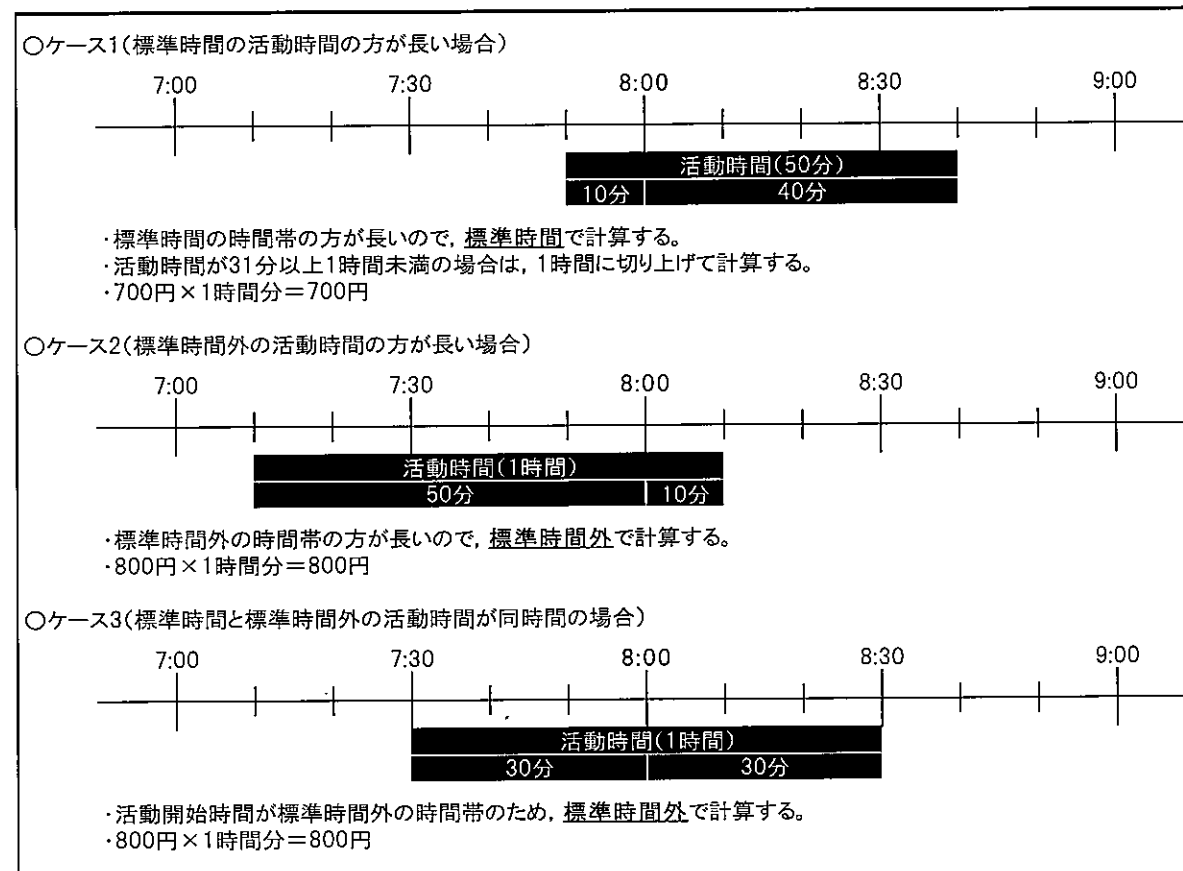 ○ケース1(標準時間の活動時間の方が長い場合)
7:00 7:30 8:00 8:30 9:00
活動時間(50分)
10分 40分
・標準時間の時間帯の方が長いので,標準時間で計算する。
・活動時間が31分以上1時間未満の場合は,1時間に切り上げて計算する。
・700円×1時間分=700円
○ケース2(標準時間外の活動時間の方が長い場合)
7:00 7:30 8:00 8:30 9:00
活動時間(1時間)
50分 10分
・標準時間外の時間帯の方が長いので,標準時間外で計算する。
・800円×1時間分=800円
○ケース3(標準時間と標準時間外の活動時間が同時間の場合)
7:00 7:30 8:00 8:30 9:00
活動時間(1時間)
30分 30分
・活動開始時間が標準時間外の時間帯のため,標準時間外で計算する。
・800円×1時間分=800円